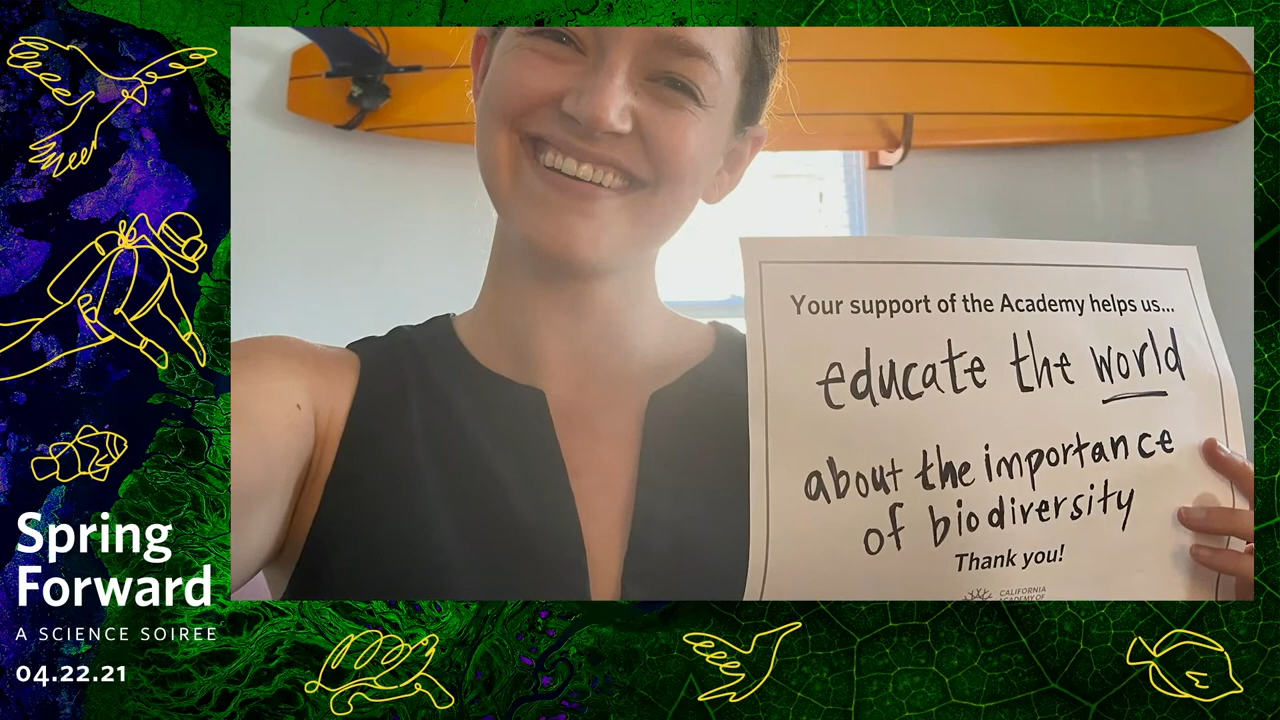 Your support of the Academy helps us...
educate the world
about the importance
of biodiversity
Thank you!
CALIFORNIA
ACADEMY OF
Spring
Forward
A SCIENCE SOIREE
04.22.21